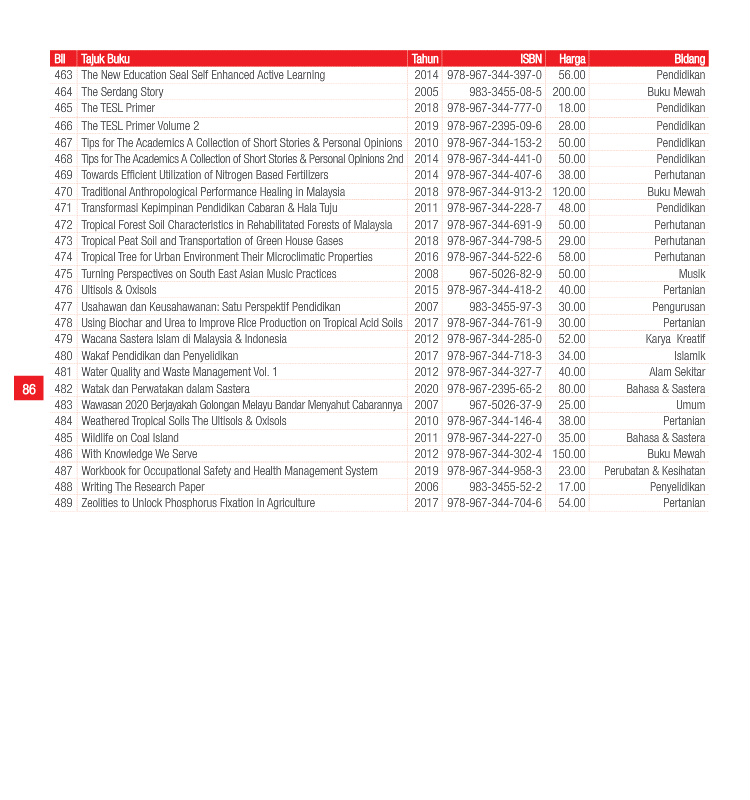 Bil Tajuk Buku Tahun ISBN Harga Bidang
463 The New Education Seal Self Enhanced Active Learning 2014 978-967-344-397-0 56.00 Pendidikan
464 The Serdang Story 2005 983-3455-08-5 200.00 Buku Mewah
465 The TESL Primer 2018 978-967-344-777-0 18.00 Pendidikan
466 The TESL Primer Volume 2 2019 978-967-2395-09-6 28.00 Pendidikan
467 Tips for The Academics A Collection of Short Stories & Personal Opinions 2010 978-967-344-153-2 50.00 Pendidikan
468 Tips for The Academics A Collection of Short Stories & Personal Opinions 2nd 2014 978-967-344-441-0 50.00 Pendidikan
469 Towards Efficient Utilization of Nitrogen Based Fertilizers 2014 978-967-344-407-6 38.00 Perhutanan
470 Traditional Anthropological Performance Healing in Malaysia 2018 978-967-344-913-2 120.00 Buku Mewah
471 Transformasi Kepimpinan Pendidikan Cabaran & Hala Tuju 2011 978-967-344-228-7 48.00 Pendidikan
472 Tropical Forest Soil Characteristics in Rehabilitated Forests of Malaysia 2017 978-967-344-691-9 50.00 Perhutanan
473 Tropical Peat Soil and Transportation of Green House Gases 2018 978-967-344-798-5 29.00 Perhutanan
474 Tropical Tree for Urban Environment Their Microclimatic Properties 2016 978-967-344-522-6 58.00 Perhutanan
475 Turning Perspectives on South East Asian Music Practices 2008 967-5026-82-9 50.00 Musik
476 Ultisols & Oxisols 2015 978-967-344-418-2 40.00 Pertanian
477 Usahawan dan Keusahawanan: Satu Perspektif Pendidikan 2007 983-3455-97-3 30.00 Pengurusan
478 Using Biochar and Urea to Improve Rice Production on Tropical Acid Soils 2017 978-967-344-761-9 30.00 Pertanian
479 Wacana Sastera Islam di Malaysia & Indonesia 2012 978-967-344-285-0 52.00 Karya Kreatif
480 Wakaf Pendidikan dan Penyelidikan 2017 978-967-344-718-3 34.00 Islamik
481 Water Quality and Waste Management Vol. 1 2012 978-967-344-327-7 40.00 Alam Sekitar
86
482 Watak dan Perwatakan dalam Sastera 2020 978-967-2395-65-2 80.00 Bahasa & Sastera
483 Wawasan 2020 Berjayakah Golongan Melayu Bandar Menyahut Cabarannya 2007 967-5026-37-9 25.00 Umum
484 Weathered Tropical Soils The Ultisols & Oxisols 2010 978-967-344-146-4 38.00 Pertanian
485 Wildlife on Coal Island 2011 978-967-344-227-0 35.00 Bahasa & Sastera
486 With Knowledge We Serve 2012 978-967-344-302-4 150.00 Buku Mewah
487 Workbook for Occupational Safety and Health Management System 2019 978-967-344-958-3 23.00 Perubatan & Kesihatan
488 Writing The Research Paper 2006 983-3455-52-2 17.00 Penyelidikan
489 Zeolities to Unlock Phosphorus Fixation In Agriculture 2017 978-967-344-704-6 54.00 Pertanian